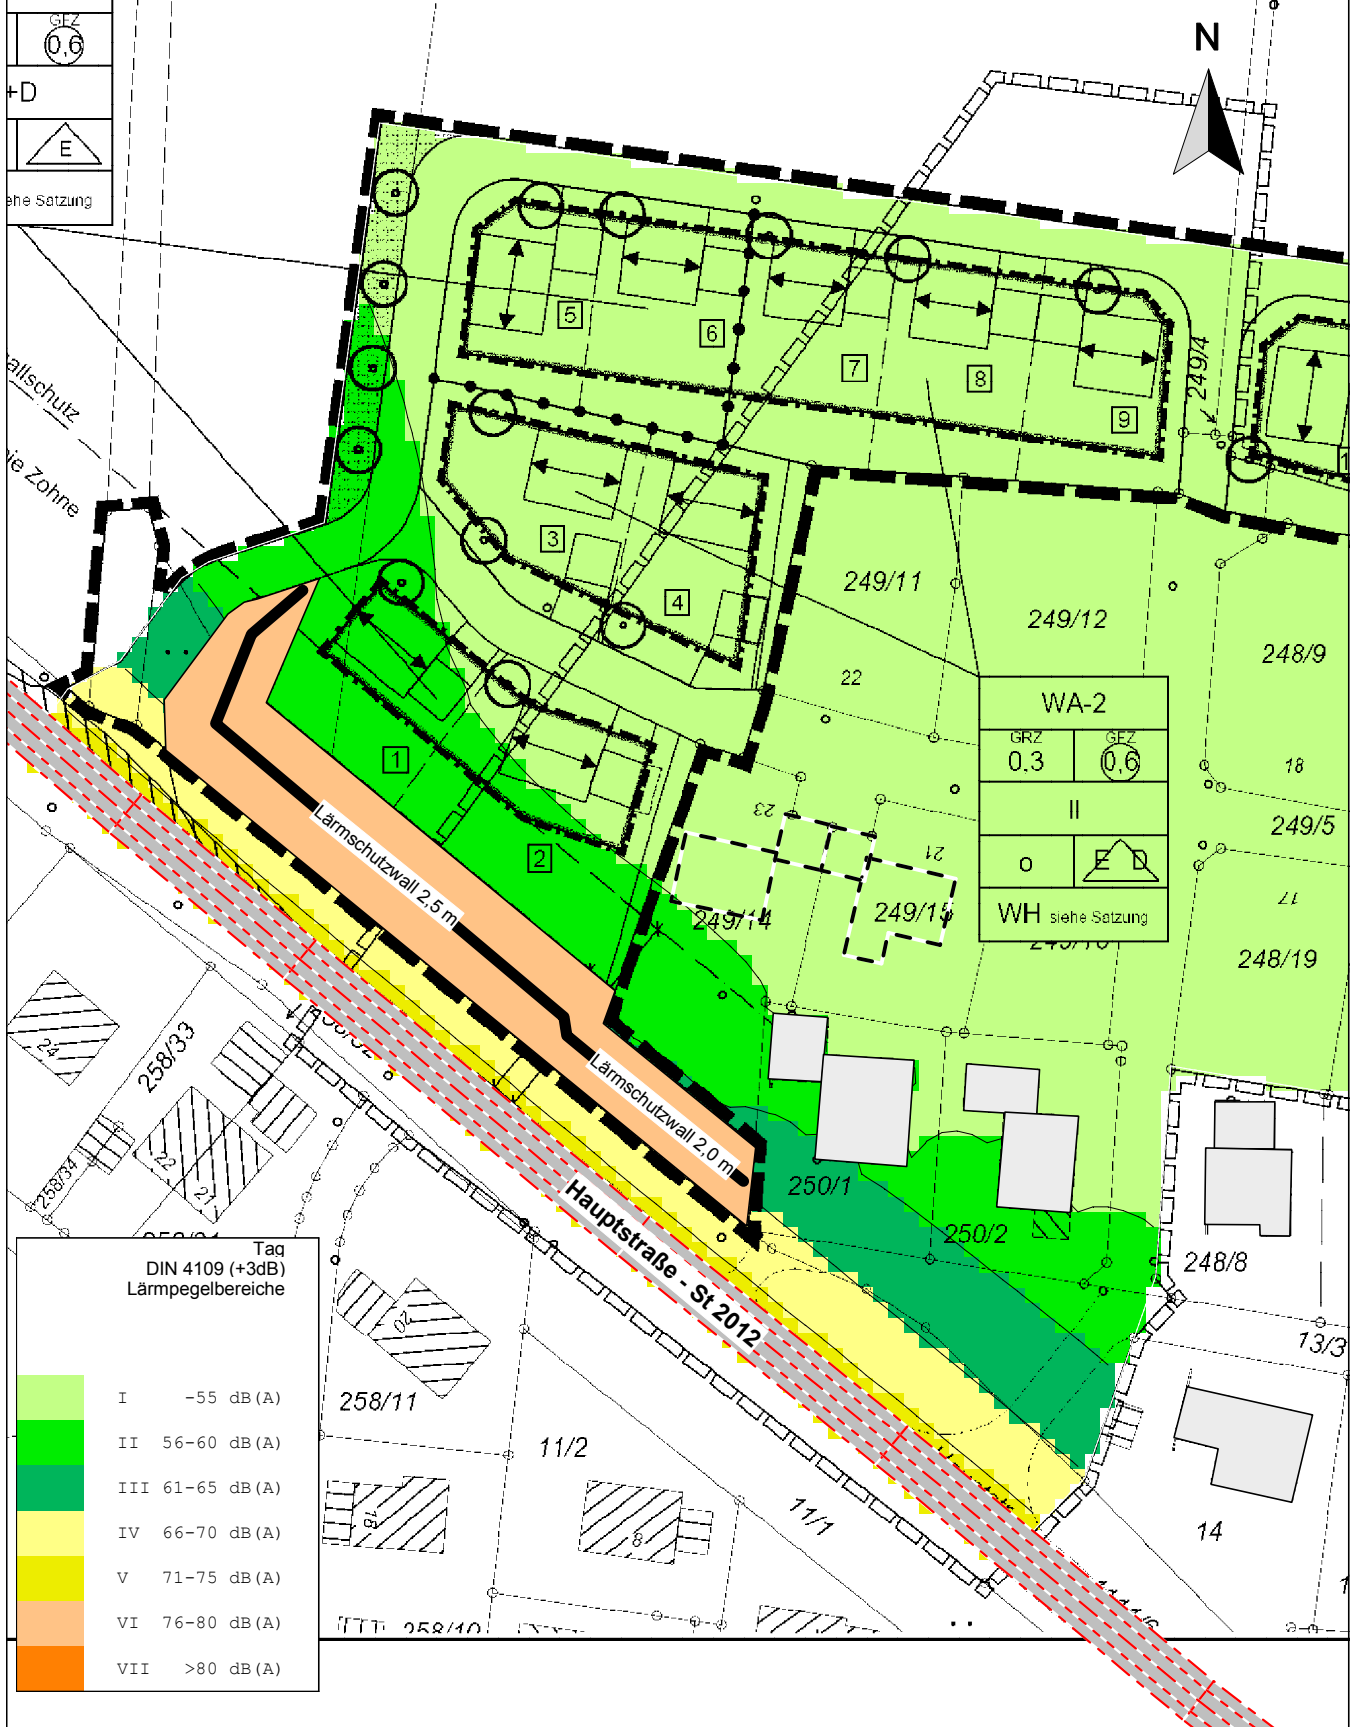 GFZ
0,6
+D
E
ehe Satzung
N
allschutz
ie Zohne
5
6
7
8
9
249/4
3
4
249/11
249/12
248/9
22
WA-2
GRZ
0,3
GFZ
0,6
II
o
E D
WH siehe Satzung
18
249/5
17
248/19
1
2
23
21
249/14
249/15
Lärmschutzwall 2,5 m
Lärmschutzwall 2,0 m
Hauptstraße - St 2012
250/1
250/2
248/8
13/3
14
24
258/33
22
21
258/34
20
258/11
11/2
11/1
18
8
258/10
Tag
DIN 4109 (+3dB)
Lärmpegelbereiche
I -55 dB(A)
II 56-60 dB(A)
III 61-65 dB(A)
IV 66-70 dB(A)
V 71-75 dB(A)
VI 76-80 dB(A)
VII >80 dB(A)